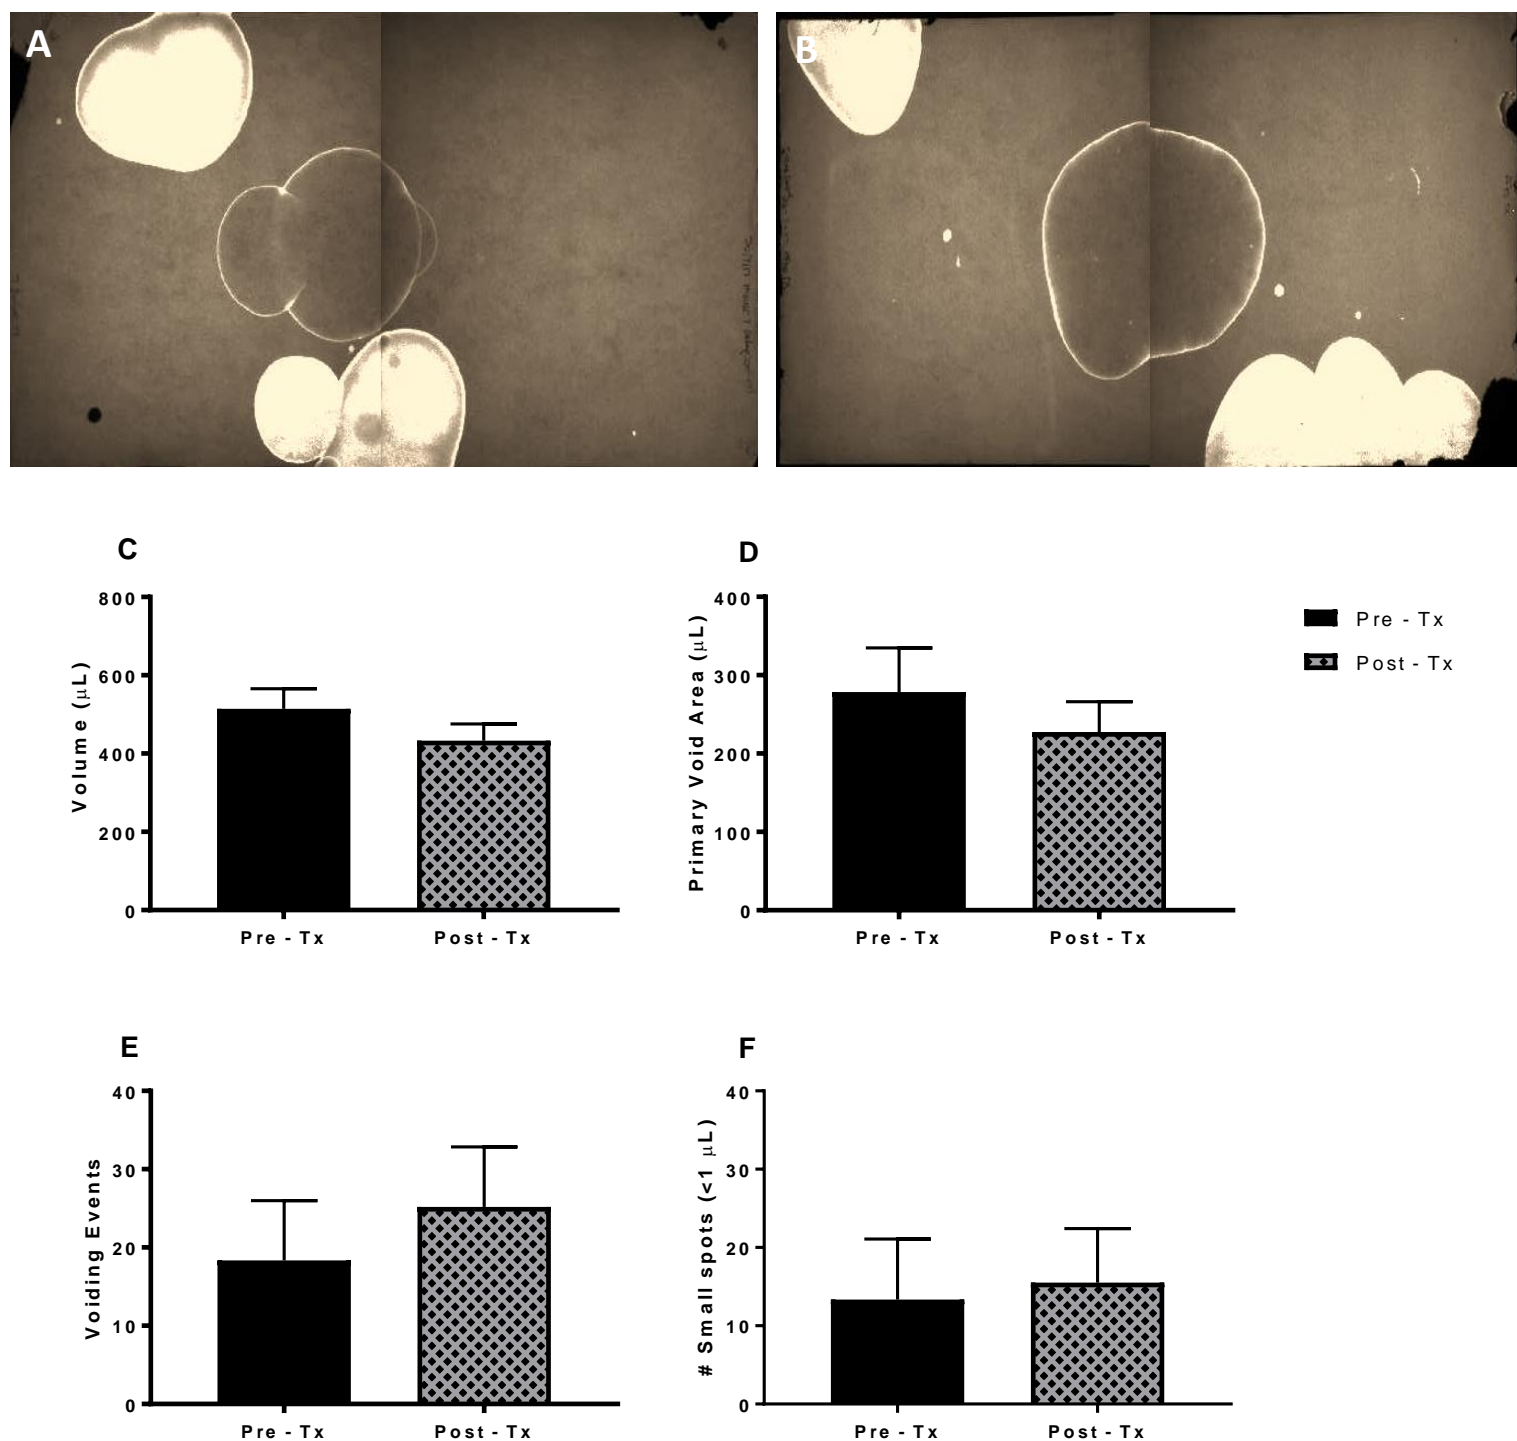 A
B
C
D
800
600
400
200
0
Volume (μL)
Pre - Tx
Post - Tx
400
300
200
100
0
Primary Void Area (μL)
Pre - Tx
Post - Tx
Pre - Tx
Post - Tx
E
F
40
30
20
10
0
Voiding Events
Pre - Tx
Post - Tx
40
30
20
10
0
# Small spots (<1 μL)
Pre - Tx
Post - Tx